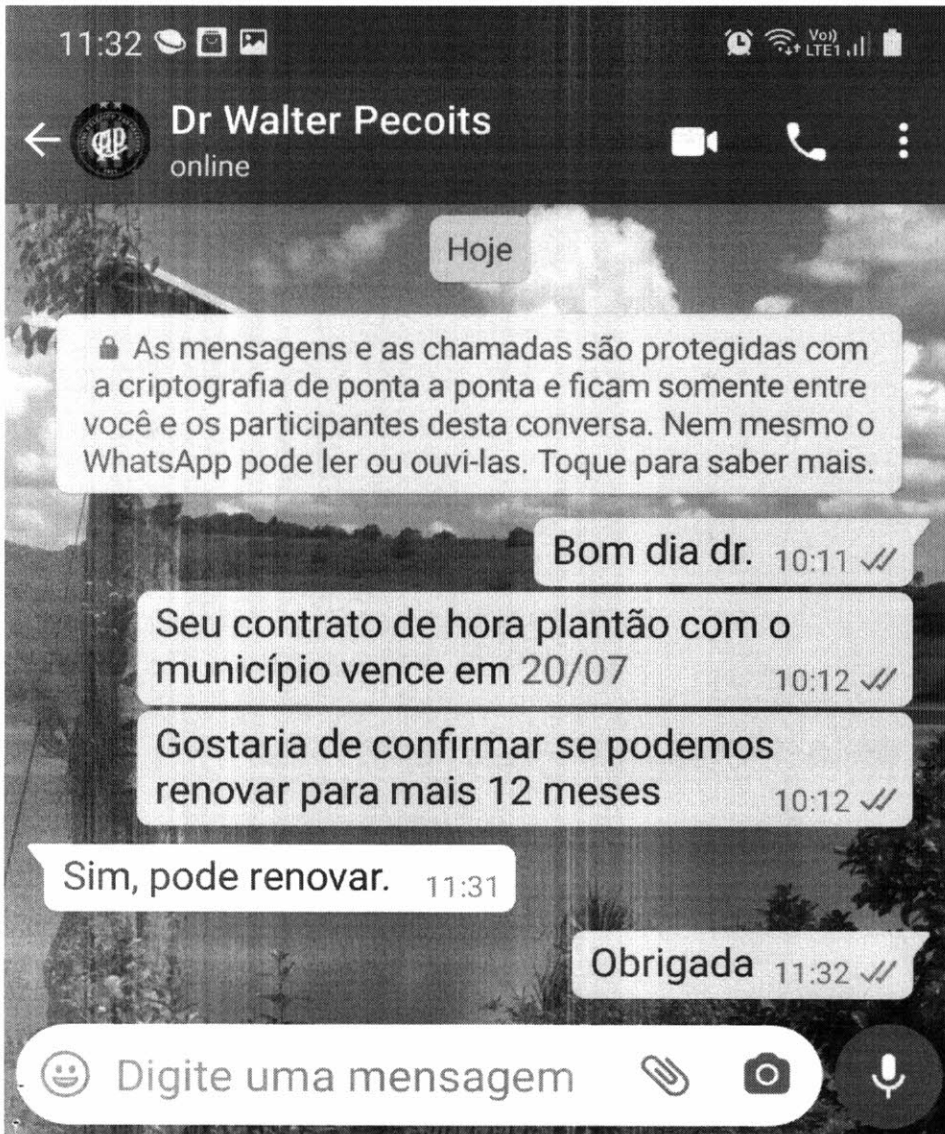 11:32
Vo))
LTE1
Dr Walter Pecoits
online
Hoje
As mensagens e as chamadas são protegidas com
a criptografia de ponta a ponta e ficam somente entre
você e os participantes desta conversa. Nem mesmo o
WhatsApp pode ler ou ouvi-las. Toque para saber mais.
Bom dia dr. 10:11
Seu contrato de hora plantão com o
município vence em 20/07 10:12
Gostaria de confirmar se podemos
renovar para mais 12 meses 10:12
Sim, pode renovar. 11:31
Obrigada 11:32
Digite uma mensagem